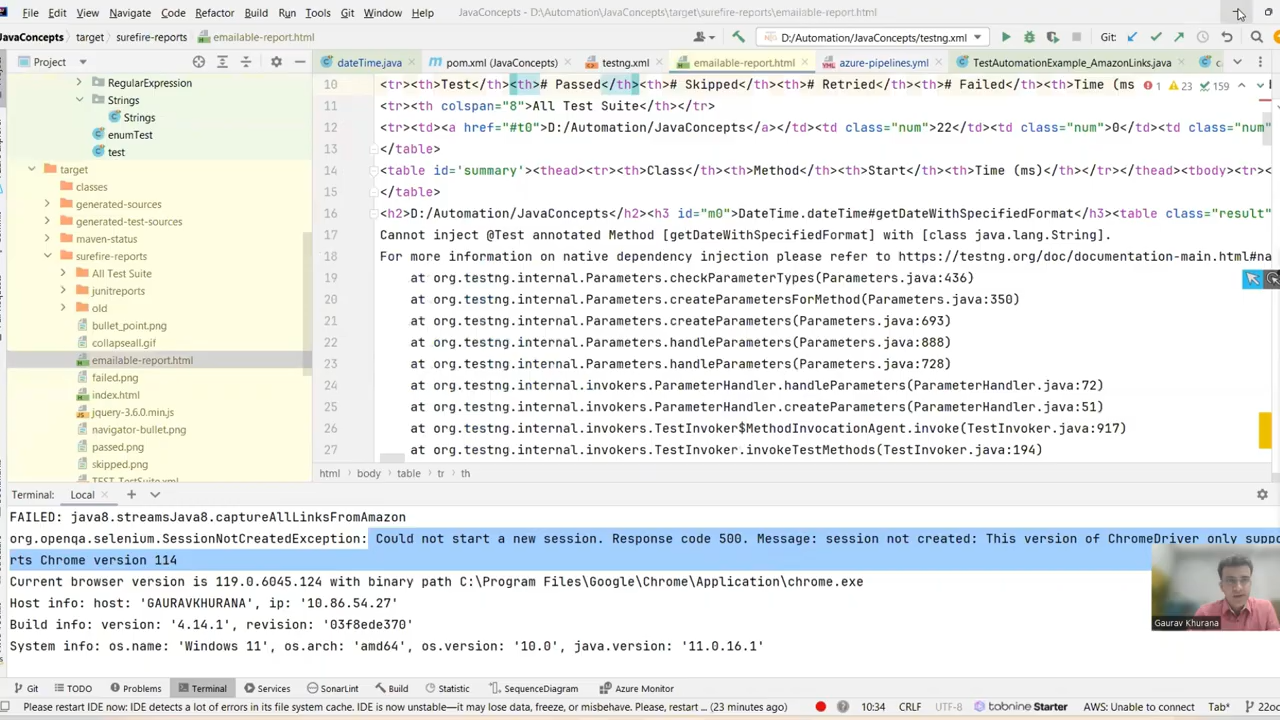 File Edit View Navigate Code Refactor Build Run Tools Git Window Help JavaConcepts - D:\Automation\JavaConcepts\target\surefire-reports\emailable-report.html
JavaConcepts target surefire-reports emailable-report.html D:/Automation/JavaConcepts/testng.xml Git:
Project dateTime.java pom.xml (JavaConcepts) testng.xml emailable-report.html azure-pipelines.yml TestAutomationExample_AmazonLinks.java
RegularExpression
Strings
Strings
enumTest
test
target
classes
generated-sources
generated-test-sources
maven-status
surefire-reports
All Test Suite
junitreports
old
bullet_point.png
collapseall.gif
emailable-report.html
failed.png
index.html
jquery-3.6.0.min.js
navigator-bullet.png
passed.png
skipped.png
TEST-TestSuite.xml
10 <tr><th>Test</th><th># Passed</th><th># Skipped</th><th># Retried</th><th># Failed</th><th>Time (ms 1 23 159
11 <tr><th colspan="8">All Test Suite</th></tr>
12 <tr><td><a href="#t0">D:/Automation/JavaConcepts</a></td><td class="num">22</td><td class="num">0</td><td class="num"
13 </table>
14 <table id='summary'><thead><tr><th>Class</th><th>Method</th><th>Start</th><th>Time (ms)</th></tr></thead><tbody><tr><
15 </table>
16 <h2>D:/Automation/JavaConcepts</h2><h3 id="m0">DateTime.dateTime#getDateWithSpecifiedFormat</h3><table class="result"
17 Cannot inject @Test annotated Method [getDateWithSpecifiedFormat] with [class java.lang.String].
18 For more information on native dependency injection please refer to https://testng.org/doc/documentation-main.html#na
19 at org.testng.internal.Parameters.checkParameterTypes(Parameters.java:436)
20 at org.testng.internal.Parameters.createParametersForMethod(Parameters.java:350)
21 at org.testng.internal.Parameters.createParameters(Parameters.java:693)
22 at org.testng.internal.Parameters.handleParameters(Parameters.java:888)
23 at org.testng.internal.Parameters.handleParameters(Parameters.java:728)
24 at org.testng.internal.invokers.ParameterHandler.handleParameters(ParameterHandler.java:72)
25 at org.testng.internal.invokers.ParameterHandler.createParameters(ParameterHandler.java:51)
26 at org.testng.internal.invokers.TestInvoker$MethodInvocationAgent.invoke(TestInvoker.java:917)
27 at org.testng.internal.invokers.TestInvoker.invokeTestMethods(TestInvoker.java:194)
html body table tr th
Terminal: Local
FAILED: java8.streamsJava8.captureAllLinksFromAmazon
org.openqa.selenium.SessionNotCreatedException: Could not start a new session. Response code 500. Message: session not created: This version of ChromeDriver only suppo
rts Chrome version 114
Current browser version is 119.0.6045.124 with binary path C:\Program Files\Google\Chrome\Application\chrome.exe
Host info: host: 'GAURAVKHURANA', ip: '10.86.54.27'
Build info: version: '4.14.1', revision: '03f8ede370'
System info: os.name: 'Windows 11', os.arch: 'amd64', os.version: '10.0', java.version: '11.0.16.1'
Gaurav Khurana
Git TODO Problems Terminal Services SonarLint Build Statistic SequenceDiagram Azure Monitor
Please restart IDE now: IDE detects a lot of errors in its file system cache. IDE is now unstable—it may lose data, freeze, or misbehave. Please, restart ... (23 minutes ago) 10:34 CRLF UTF-8 tabnine Starter AWS: Unable to connect Tab*